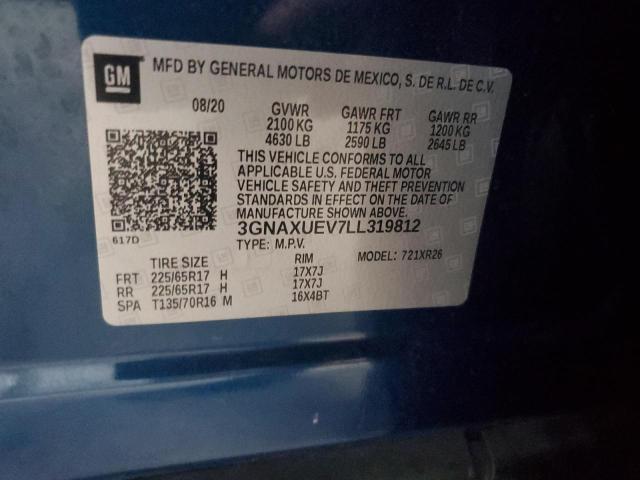 GM
MFD BY GENERAL MOTORS DE MEXICO, S. DE R.L. DE C.V.
08/20 GVWR GAWR FRT GAWR RR
2100 KG 1175 KG 1200 KG
4630 LB 2590 LB 2645 LB
THIS VEHICLE CONFORMS TO ALL
APPLICABLE U.S. FEDERAL MOTOR
VEHICLE SAFETY AND THEFT PREVENTION
STANDARDS IN EFFECT ON THE DATE OF
MANUFACTURE SHOWN ABOVE.
617D 3GNAXUEV7LL319812
TYPE: M.P.V. MODEL: 721XR26
TIRE SIZE RIM
FRT 225/65R17 H 17X7J
RR 225/65R17 H 17X7J
SPA T135/70R16 M 16X4BT